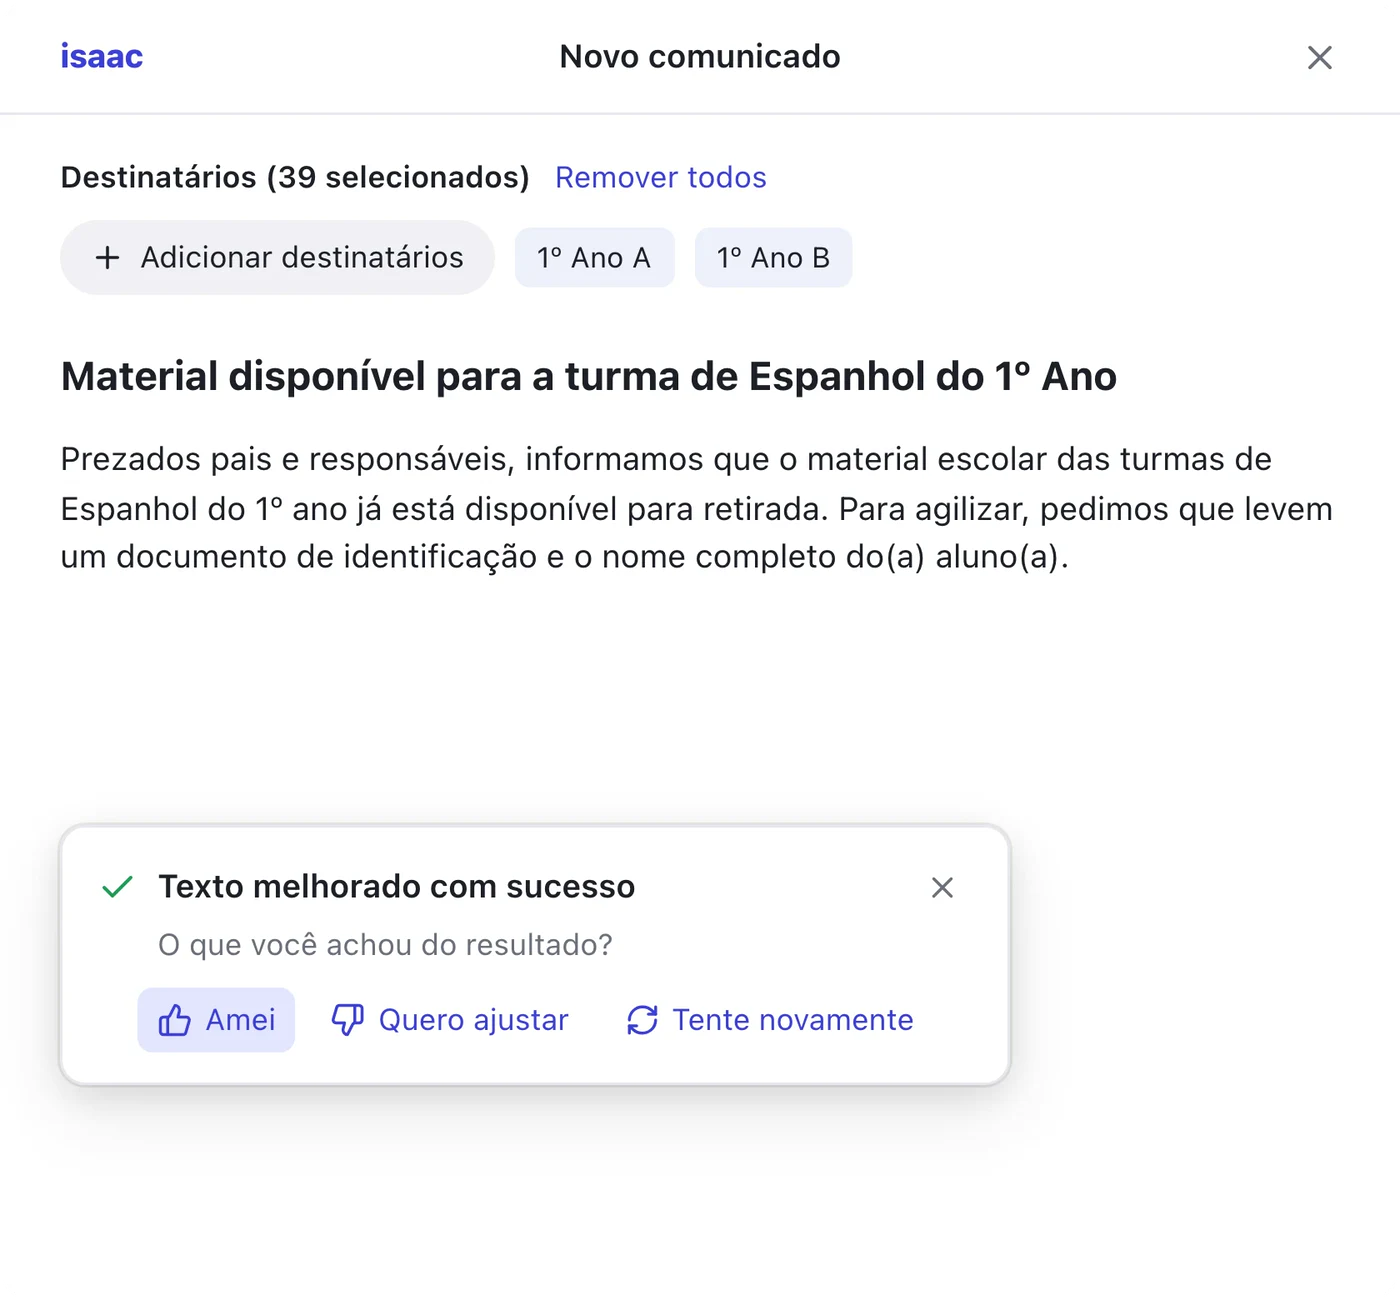 isaac
Novo comunicado
Destinatários (39 selecionados) Remover todos
Adicionar destinatários
1º Ano A
1º Ano B
Material disponível para a turma de Espanhol do 1º Ano
Prezados pais e responsáveis, informamos que o material escolar das turmas de
Espanhol do 1º ano já está disponível para retirada. Para agilizar, pedimos que levem
um documento de identificação e o nome completo do(a) aluno(a).
Texto melhorado com sucesso
O que você achou do resultado?
Amei
Quero ajustar
Tente novamente